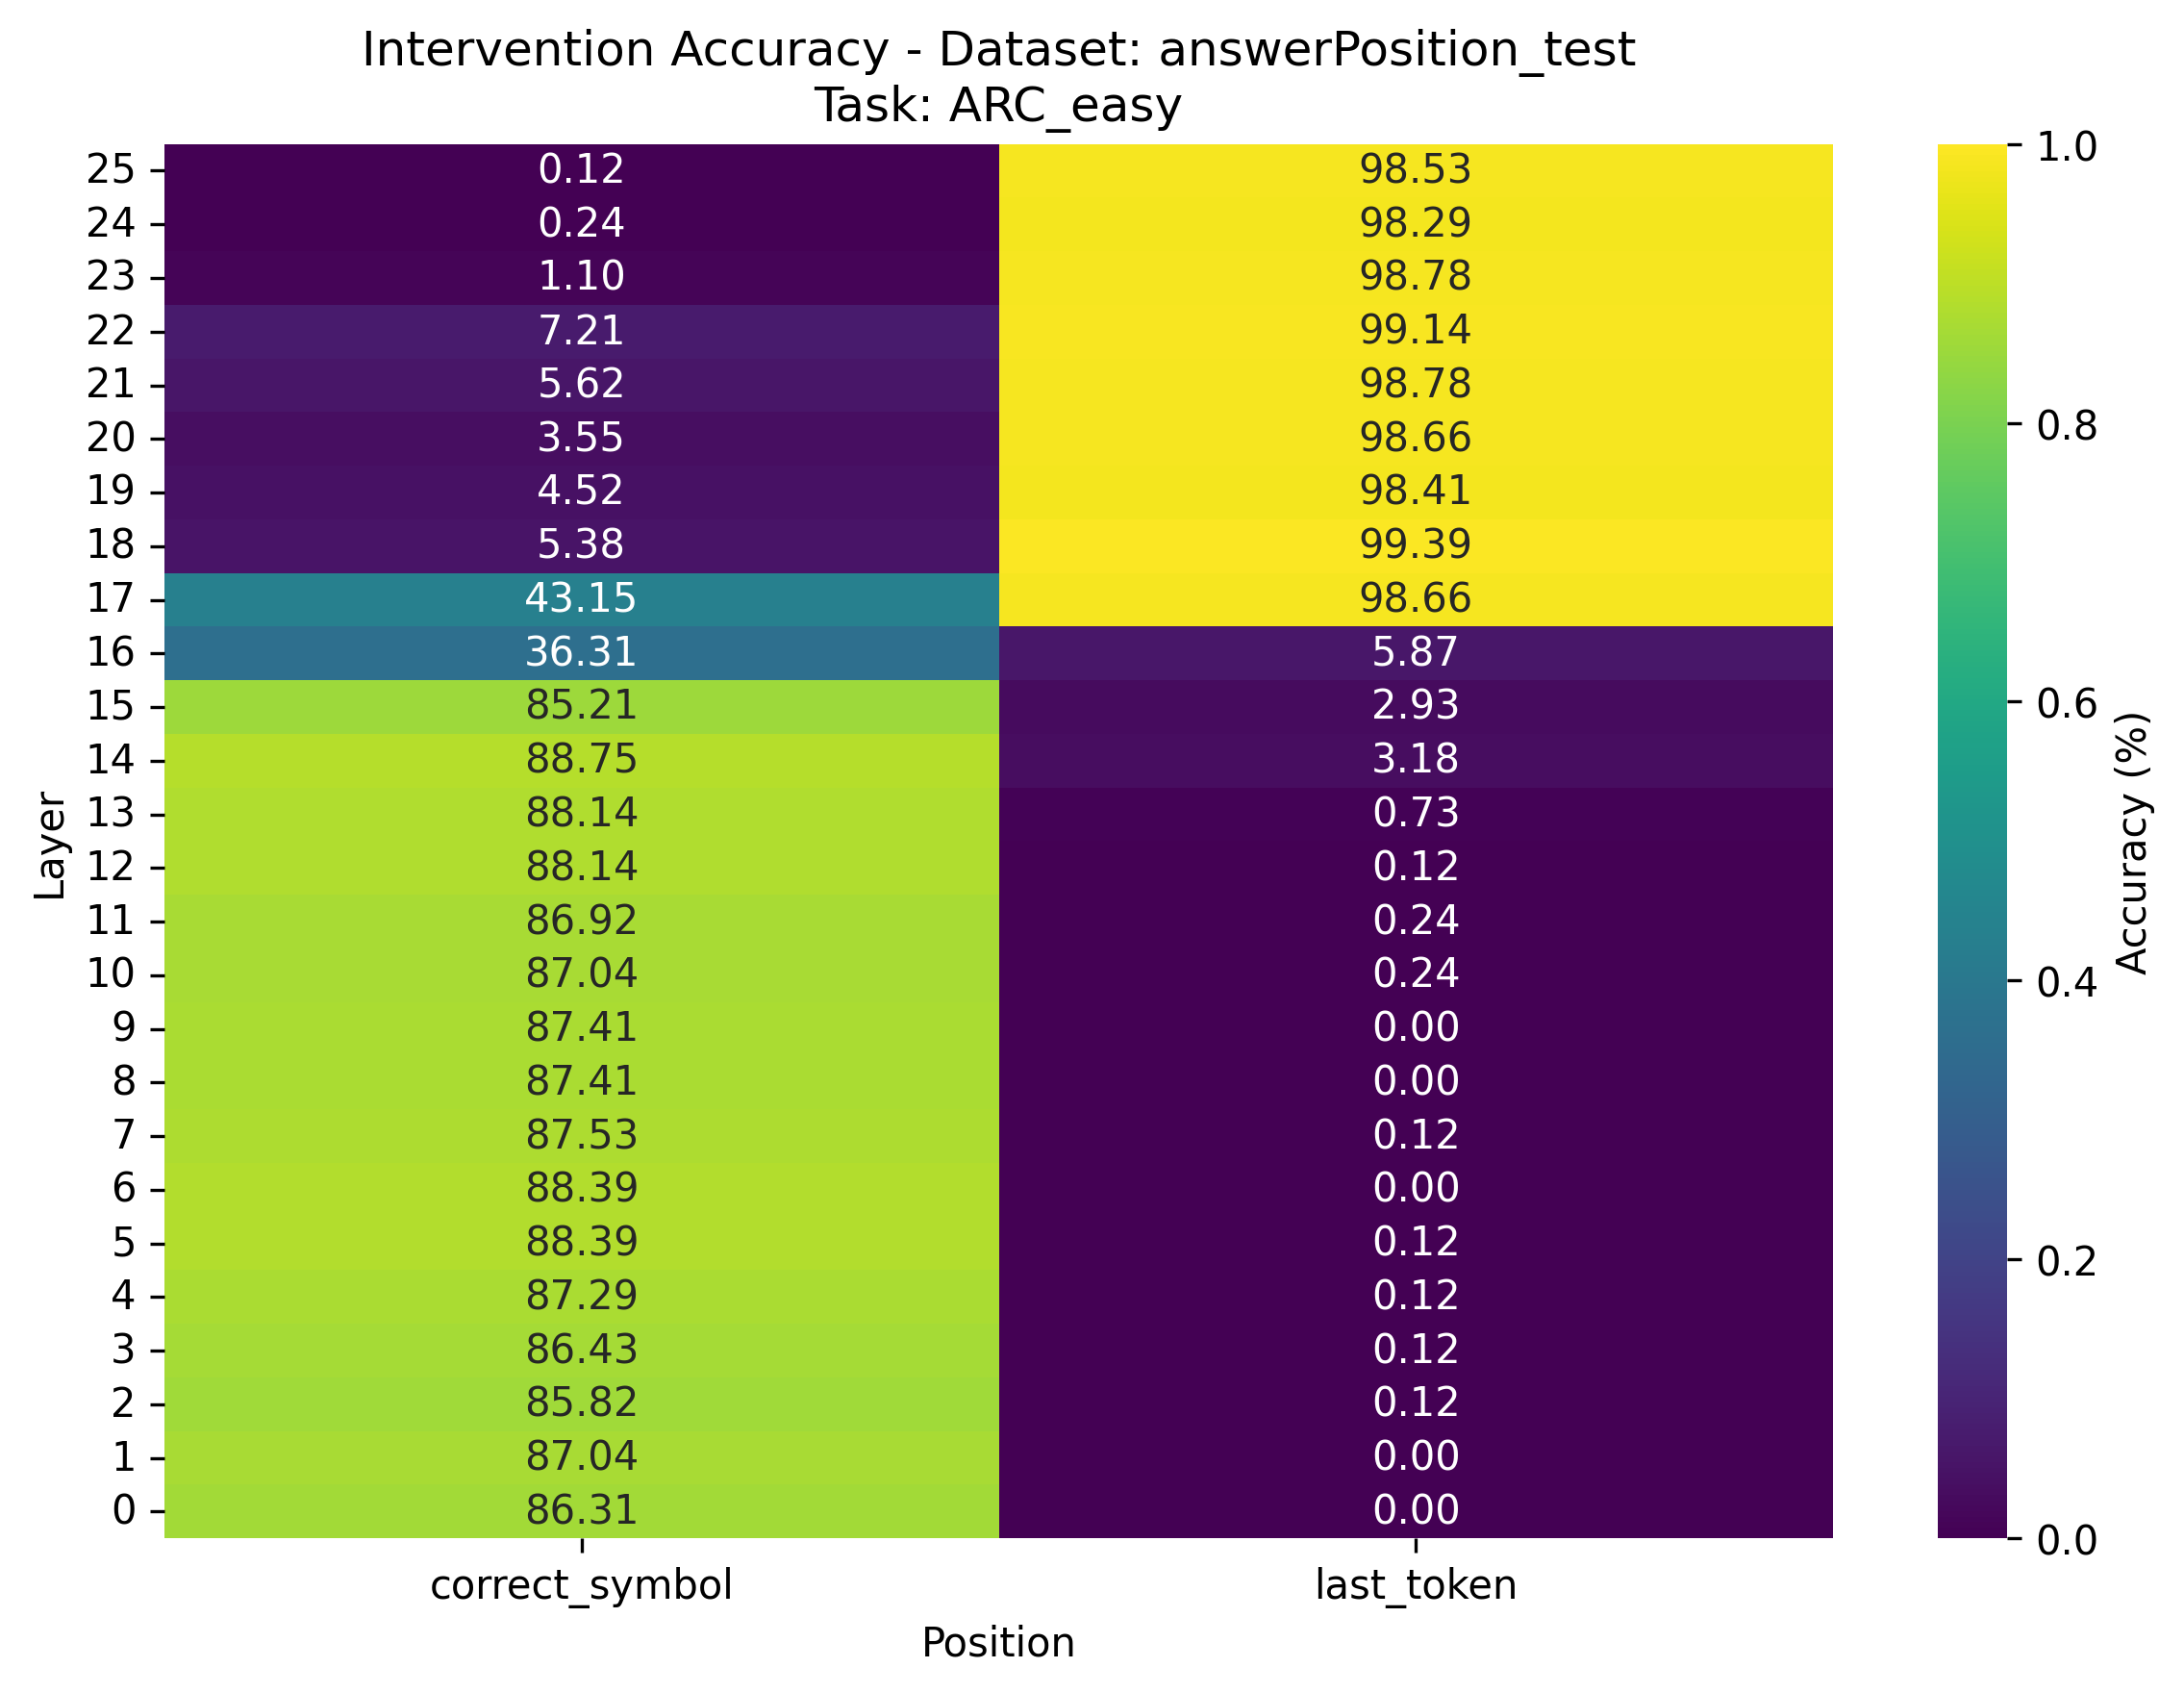 Intervention Accuracy - Dataset: answerPosition_test
Task: ARC_easy
25 0.12 98.53
24 0.24 98.29
23 1.10 98.78
22 7.21 99.14
21 5.62 98.78
20 3.55 98.66
19 4.52 98.41
18 5.38 99.39
17 43.15 98.66
16 36.31 5.87
15 85.21 2.93
14 88.75 3.18
13 88.14 0.73
12 88.14 0.12
11 86.92 0.24
10 87.04 0.24
9 87.41 0.00
8 87.41 0.00
7 87.53 0.12
6 88.39 0.00
5 88.39 0.12
4 87.29 0.12
3 86.43 0.12
2 85.82 0.12
1 87.04 0.00
0 86.31 0.00
Layer
correct_symbol last_token
Position
1.0
0.8
0.6
0.4
0.2
0.0
Accuracy (%)